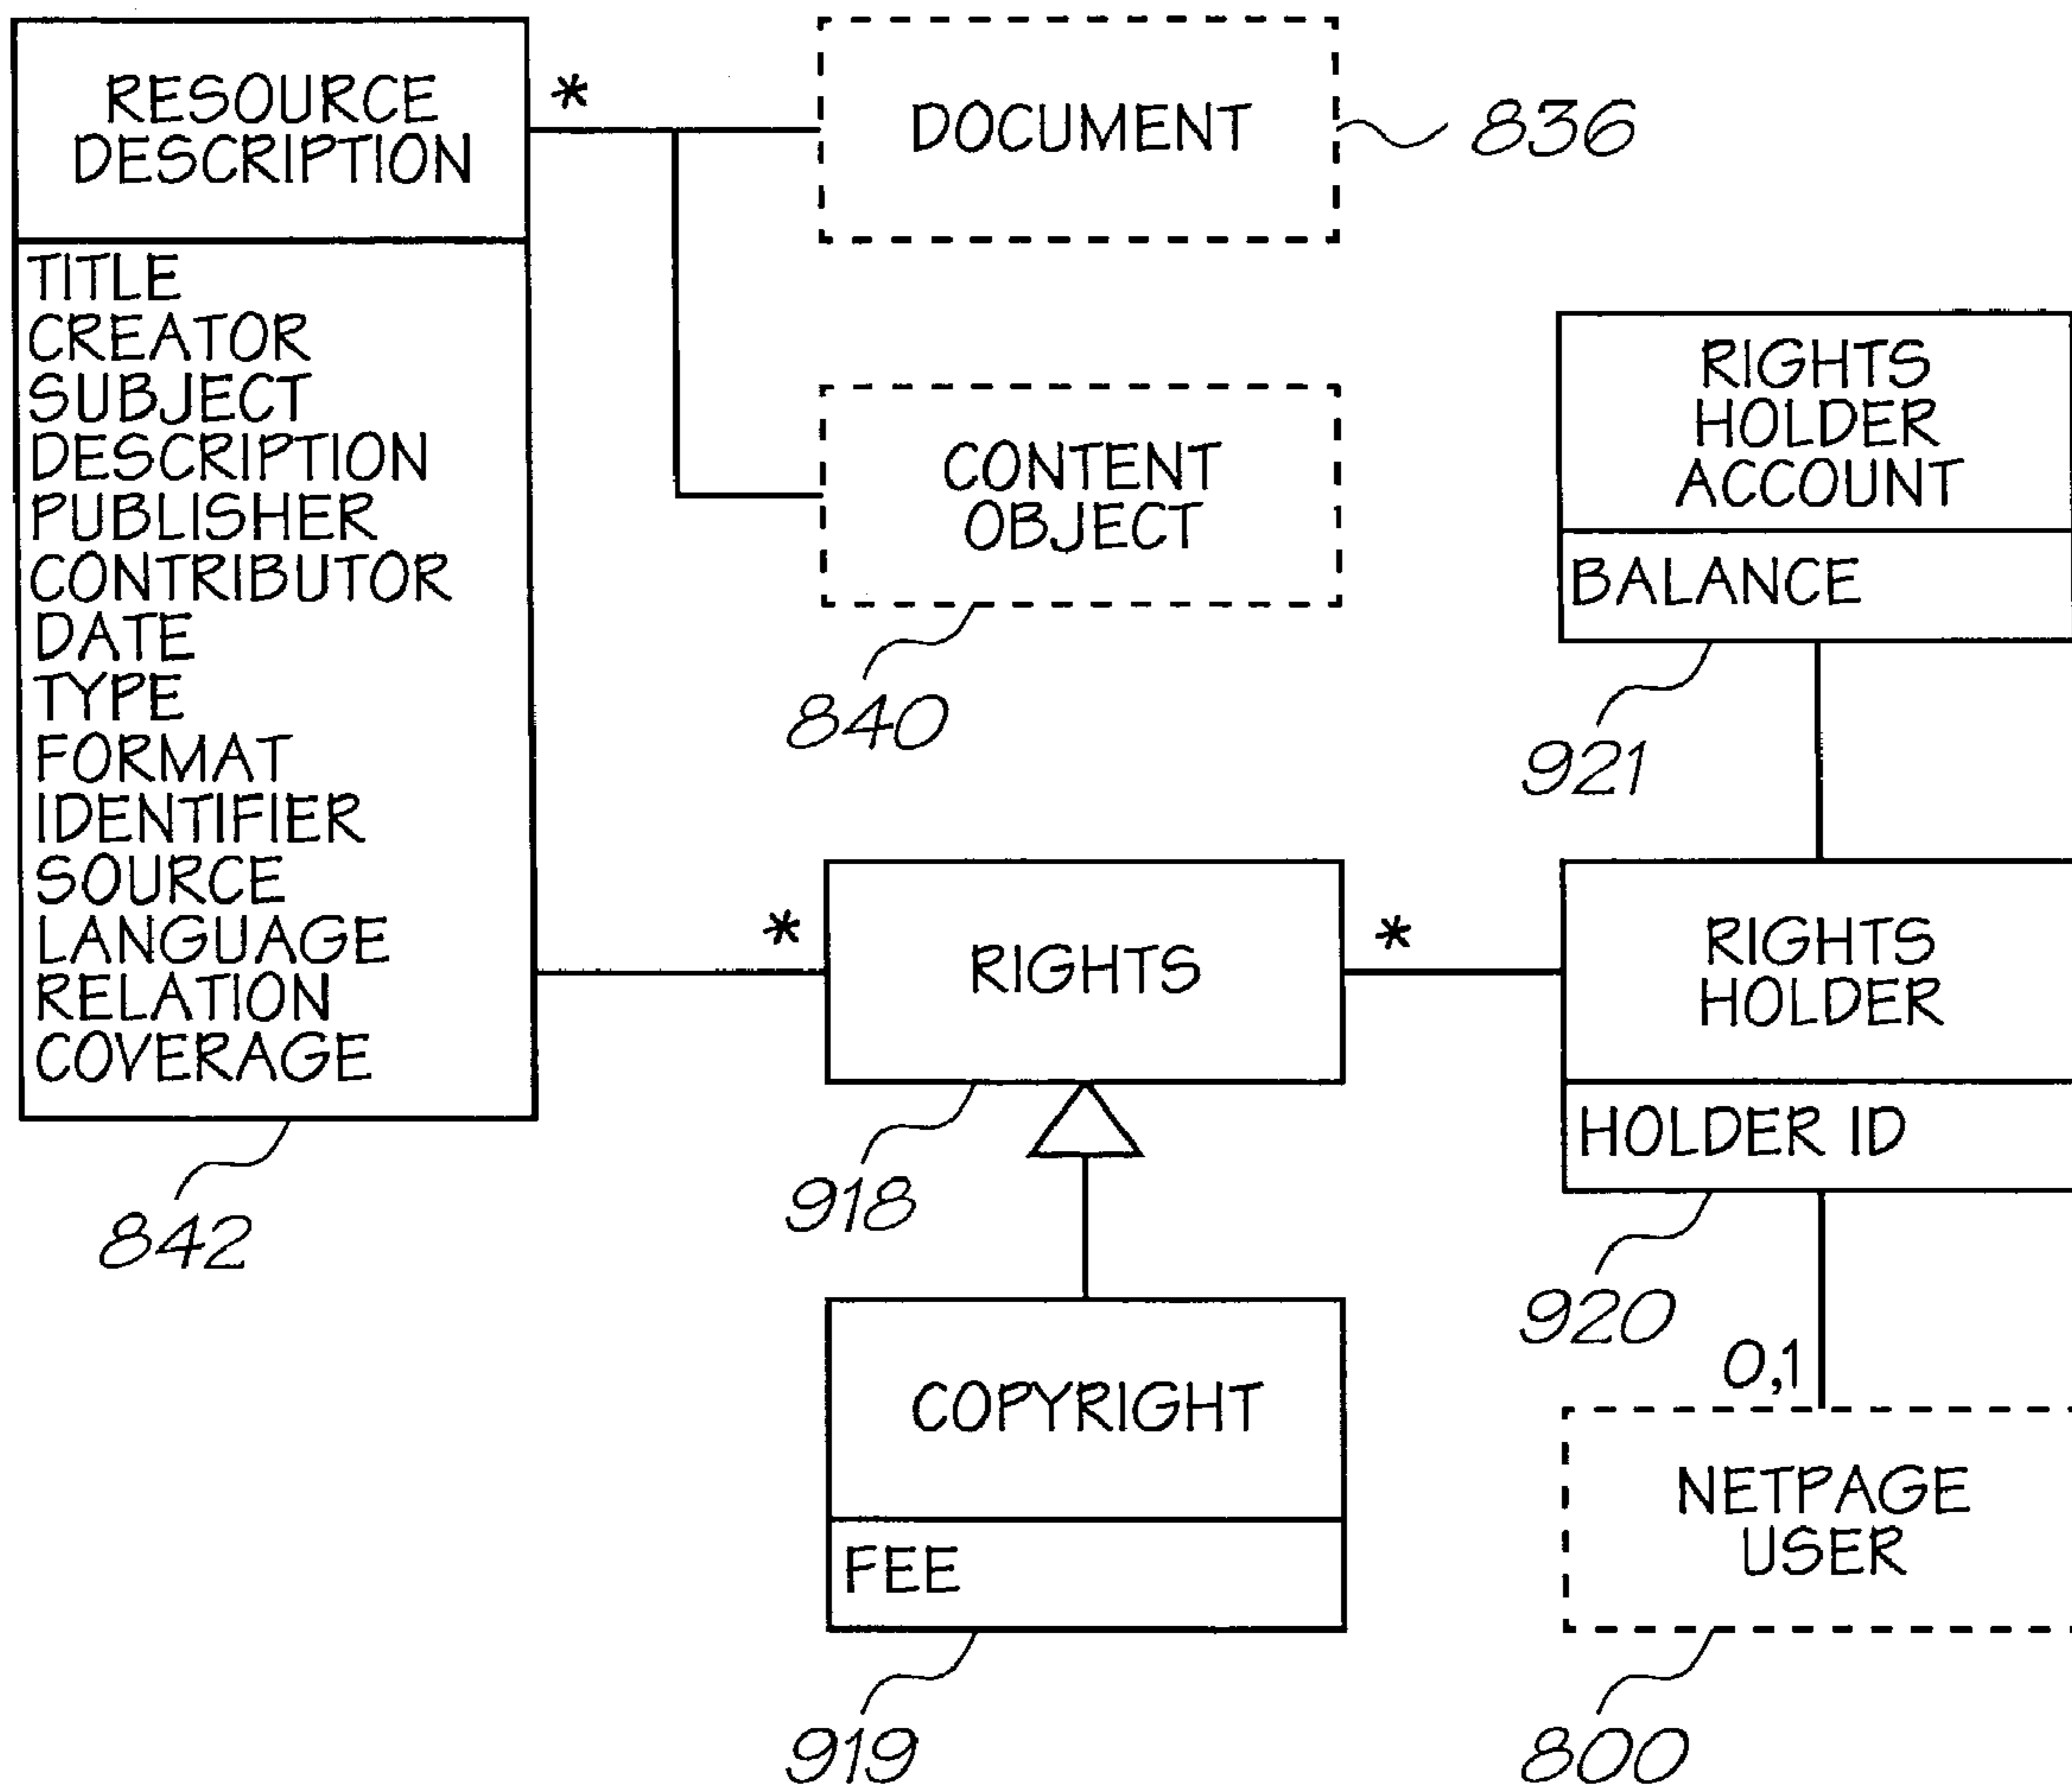 RESOURCE
DESCRIPTION
TITLE
CREATOR
SUBJECT
DESCRIPTION
PUBLISHER
CONTRIBUTOR
DATE
TYPE
FORMAT
IDENTIFIER
SOURCE
LANGUAGE
RELATION
COVERAGE
842
*
DOCUMENT
836
CONTENT
OBJECT
840
RIGHTS
HOLDER
ACCOUNT
BALANCE
921
*
RIGHTS
918
*
RIGHTS
HOLDER
HOLDER ID
920
COPYRIGHT
FEE
919
0,1
NETPAGE
USER
800